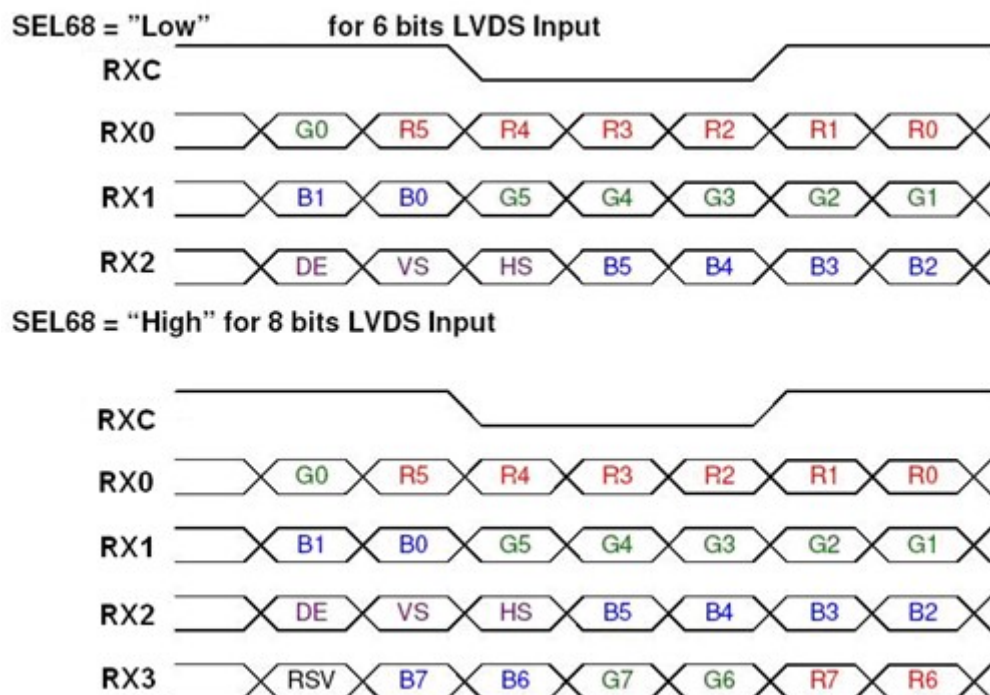 SEL68 = ”Low” for 6 bits LVDS Input
RXC
RX0 G0 R5 R4 R3 R2 R1 R0
RX1 B1 B0 G5 G4 G3 G2 G1
RX2 DE VS HS B5 B4 B3 B2
SEL68 = “High” for 8 bits LVDS Input
RXC
RX0 G0 R5 R4 R3 R2 R1 R0
RX1 B1 B0 G5 G4 G3 G2 G1
RX2 DE VS HS B5 B4 B3 B2
RX3 RSV B7 B6 G7 G6 R7 R6